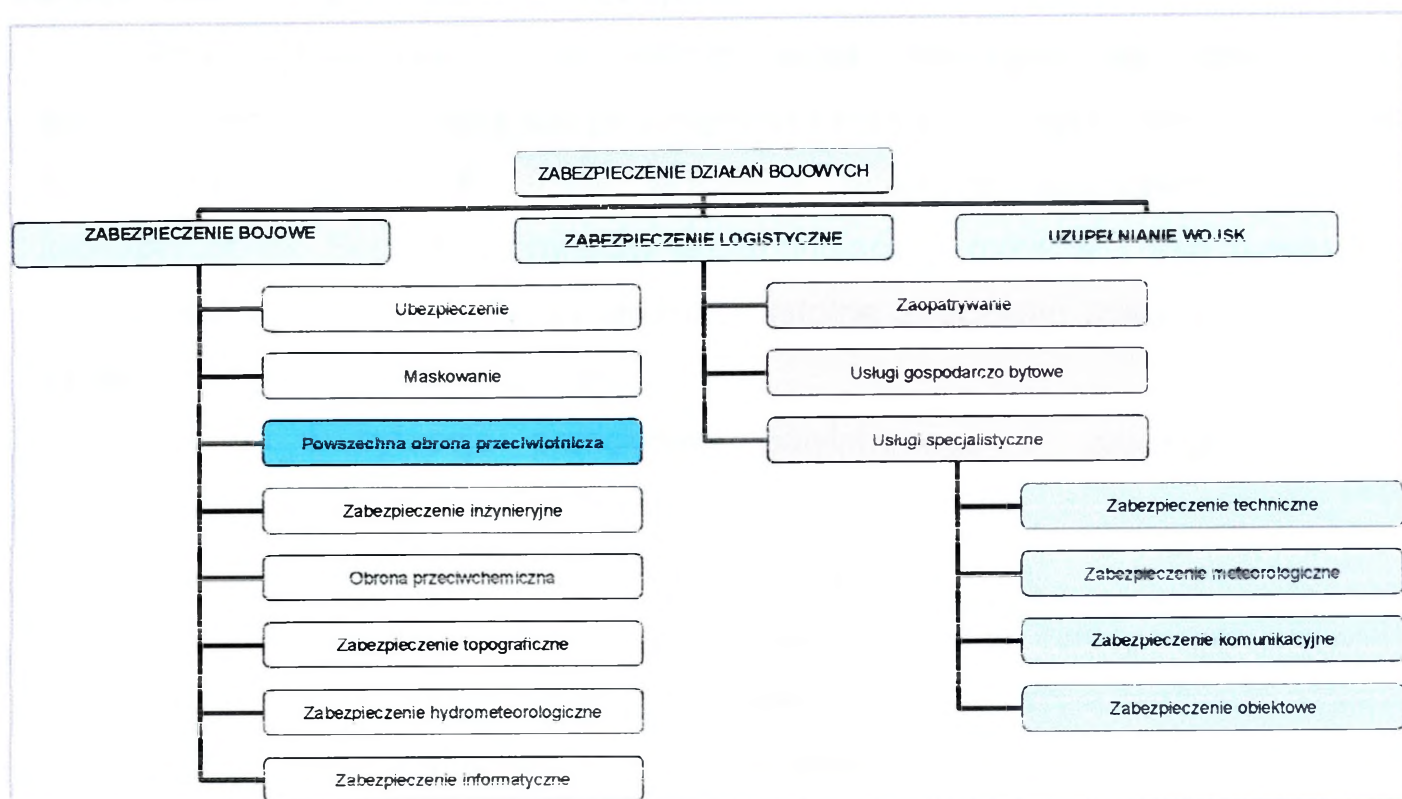 ZABEZPIECZENIE DZIAŁAŃ BOJOWYCH
ZABEZPIECZENIE BOJOWE
ZABEZPIECZENIE LOGISTYCZNE
UZUPEŁNIANIE WOJSK
Ubezpieczenie
Maskowanie
Powszechna obrona przeciwlotnicza
Zabezpieczenie inżynieryjne
Obrona przeciwchemiczna
Zabezpieczenie topograficzne
Zabezpieczenie hydrometeorologiczne
Zabezpieczenie informatyczne
Zaopatrywanie
Usługi gospodarczo bytowe
Usługi specjalistyczne
Zabezpieczenie techniczne
Zabezpieczenie meteorologiczne
Zabezpieczenie komunikacyjne
Zabezpieczenie obiektowe